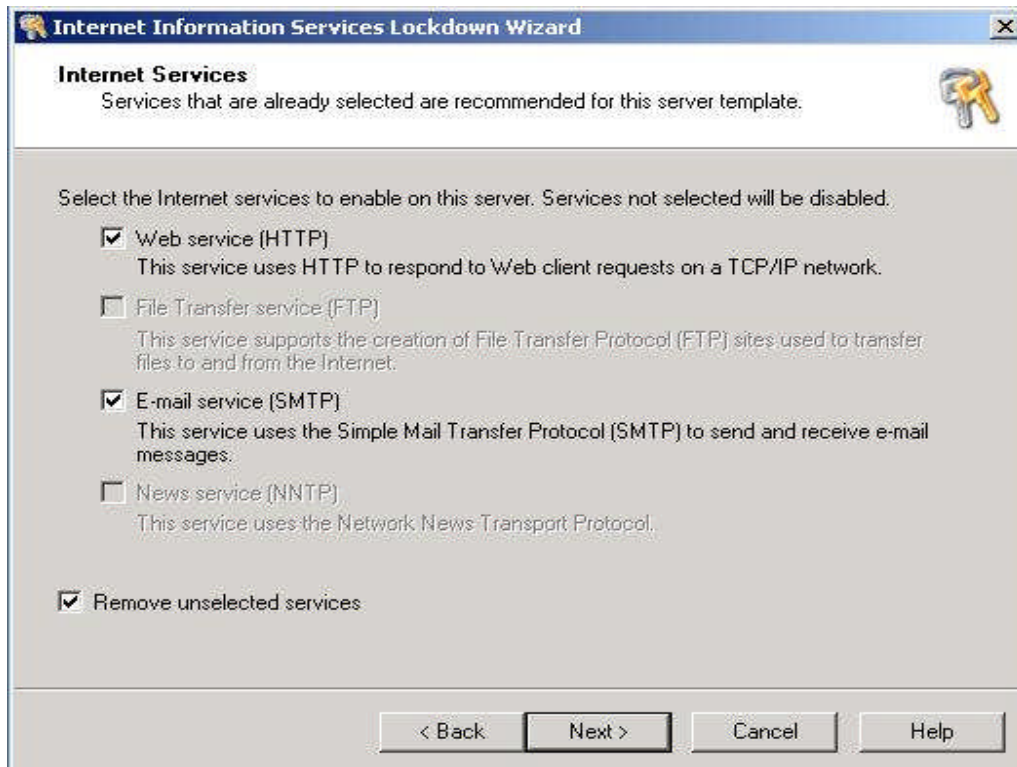 Internet Information Services Lockdown Wizard
Internet Services
Services that are already selected are recommended for this server template.
Select the Internet services to enable on this server. Services not selected will be disabled.
Web service (HTTP)
This service uses HTTP to respond to Web client requests on a TCP/IP network.
File Transfer service (FTP)
This service supports the creation of File Transfer Protocol (FTP) sites used to transfer
files to and from the Internet.
E-mail service (SMTP)
This service uses the Simple Mail Transfer Protocol (SMTP) to send and receive e-mail
messages.
News service (NNTP)
This service uses the Network News Transport Protocol.
Remove unselected services
< Back Next > Cancel Help